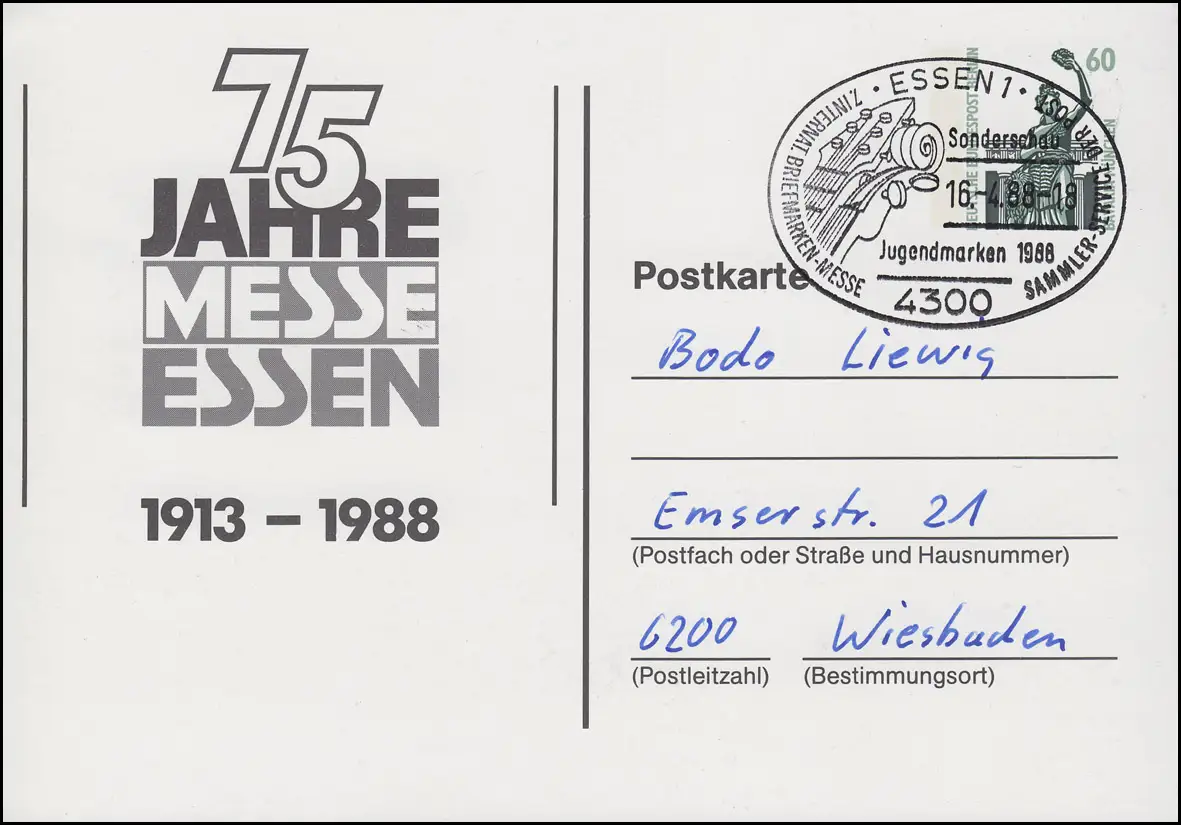 75
JAHRE
MESSE
ESSEN
1913 – 1988
60
DEUTSCHE BUNDESPOST BERLIN
· ESSEN 1 ·
7. INTERNAT. BRIEFMARKEN-MESSE
SAMMLER-SERVICE DER POST
Sonderschau
16.-4.88-18
Jugendmarken 1988
4300
Postkarte
Bodo Liewig
Emserstr. 21
(Postfach oder Straße und Hausnummer)
6200 Wiesbaden
(Postleitzahl) (Bestimmungsort)